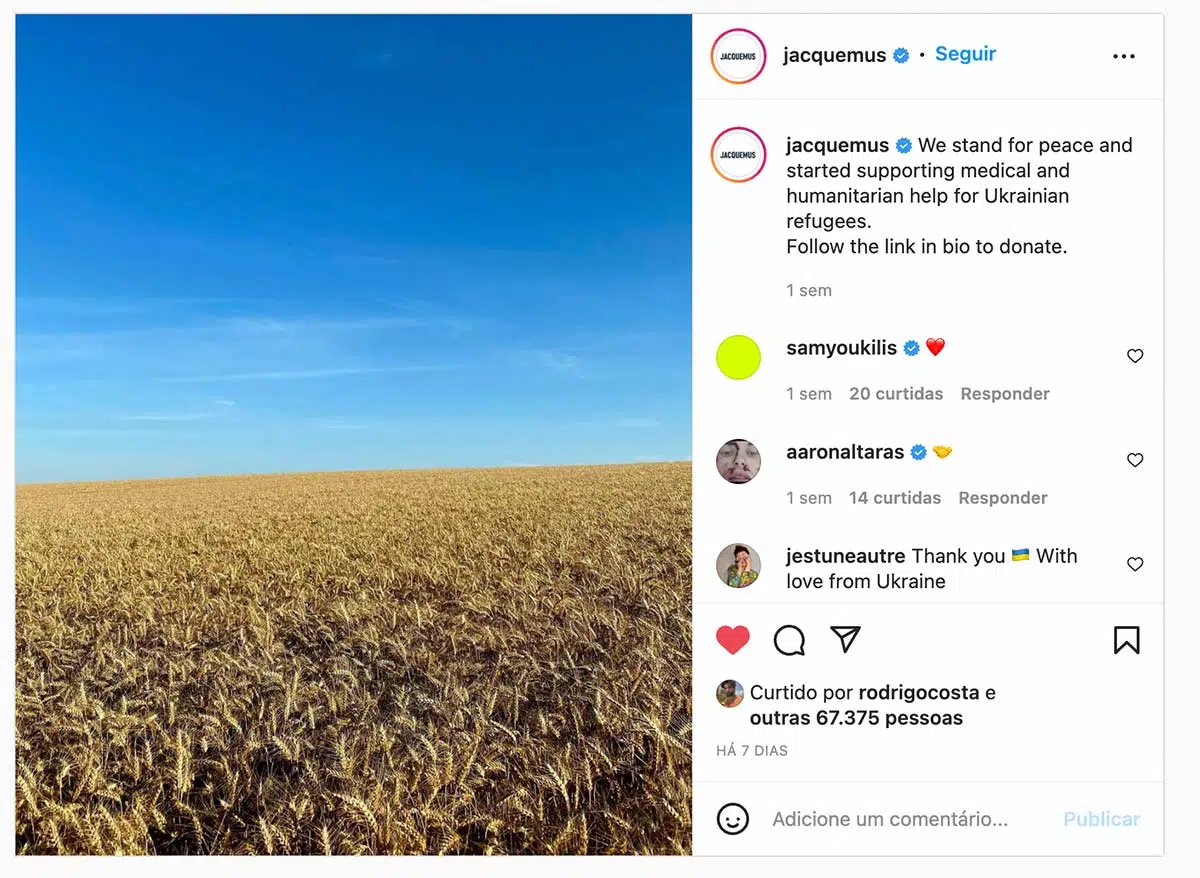 JACQUEMUS
jacquemus • Seguir
JACQUEMUS
jacquemus We stand for peace and
started supporting medical and
humanitarian help for Ukrainian
refugees.
Follow the link in bio to donate.
1 sem
samyoukilis ❤️
1 sem 20 curtidas Responder
aaronaltaras 🤝
1 sem 14 curtidas Responder
jestuneautre Thank you 🇺🇦 With
love from Ukraine
Curtido por rodrigocosta e
outras 67.375 pessoas
HÁ 7 DIAS
Adicione um comentário... Publicar